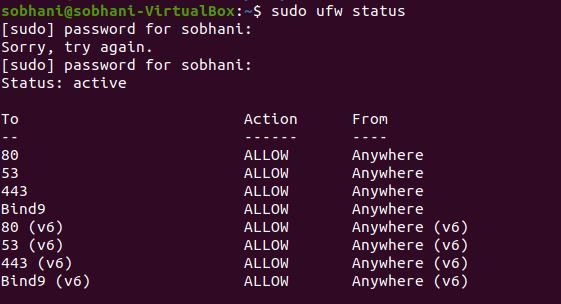 sobhani@sobhani-VirtualBox:~$ sudo ufw status
[sudo] password for sobhani:
Sorry, try again.
[sudo] password for sobhani:
Status: active
To Action From
-- ------ ----
80 ALLOW Anywhere
53 ALLOW Anywhere
443 ALLOW Anywhere
Bind9 ALLOW Anywhere
80 (v6) ALLOW Anywhere (v6)
53 (v6) ALLOW Anywhere (v6)
443 (v6) ALLOW Anywhere (v6)
Bind9 (v6) ALLOW Anywhere (v6)